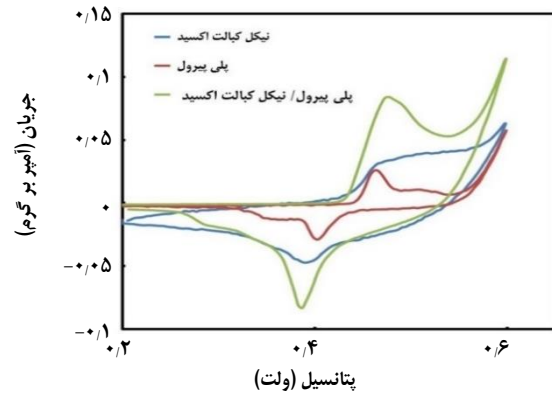 ۰/۱۵
۰/۱
۰/۰۵
۰
-۰/۰۵
-۰/۱
جریان (آمپر بر گرم)
نیکل کبالت اکسید
پلی پیرول
پلی پیرول/ نیکل کبالت اکسید
۰/۲ ۰/۴ ۰/۶
پتانسیل (ولت)